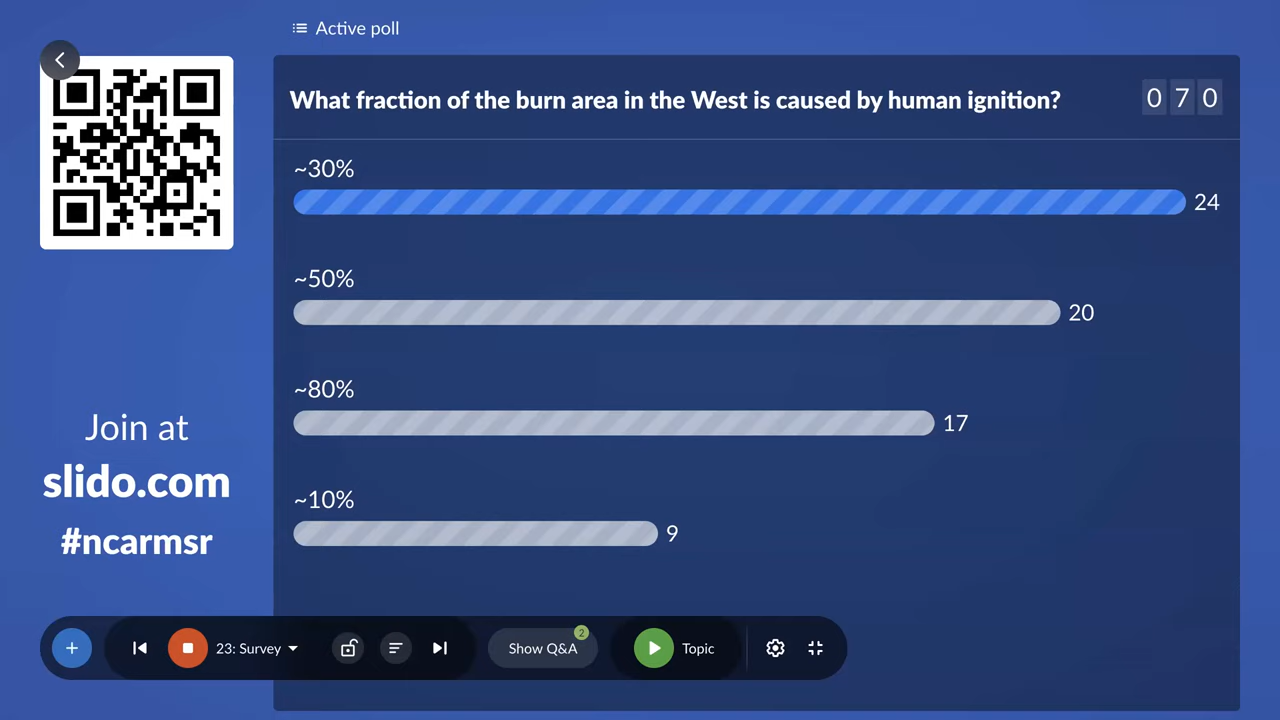 Active poll
What fraction of the burn area in the West is caused by human ignition?
070
~30%
24
~50%
20
~80%
17
~10%
9
Join at
slido.com
#ncarmsr
23: Survey
Show Q&A
2
Topic